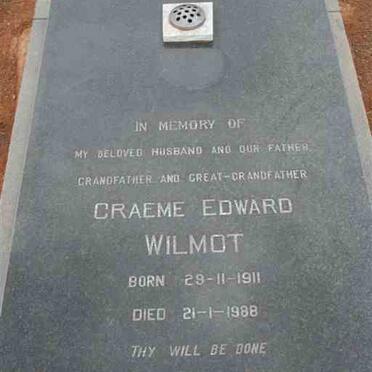 IN MEMORY OF
MY BELOVED HUSBAND AND OUR FATHER,
GRANDFATHER AND GREAT-GRANDFATHER
GRAEME EDWARD
WILMOT
BORN 29-11-1911
DIED 21-1-1988
THY WILL BE DONE